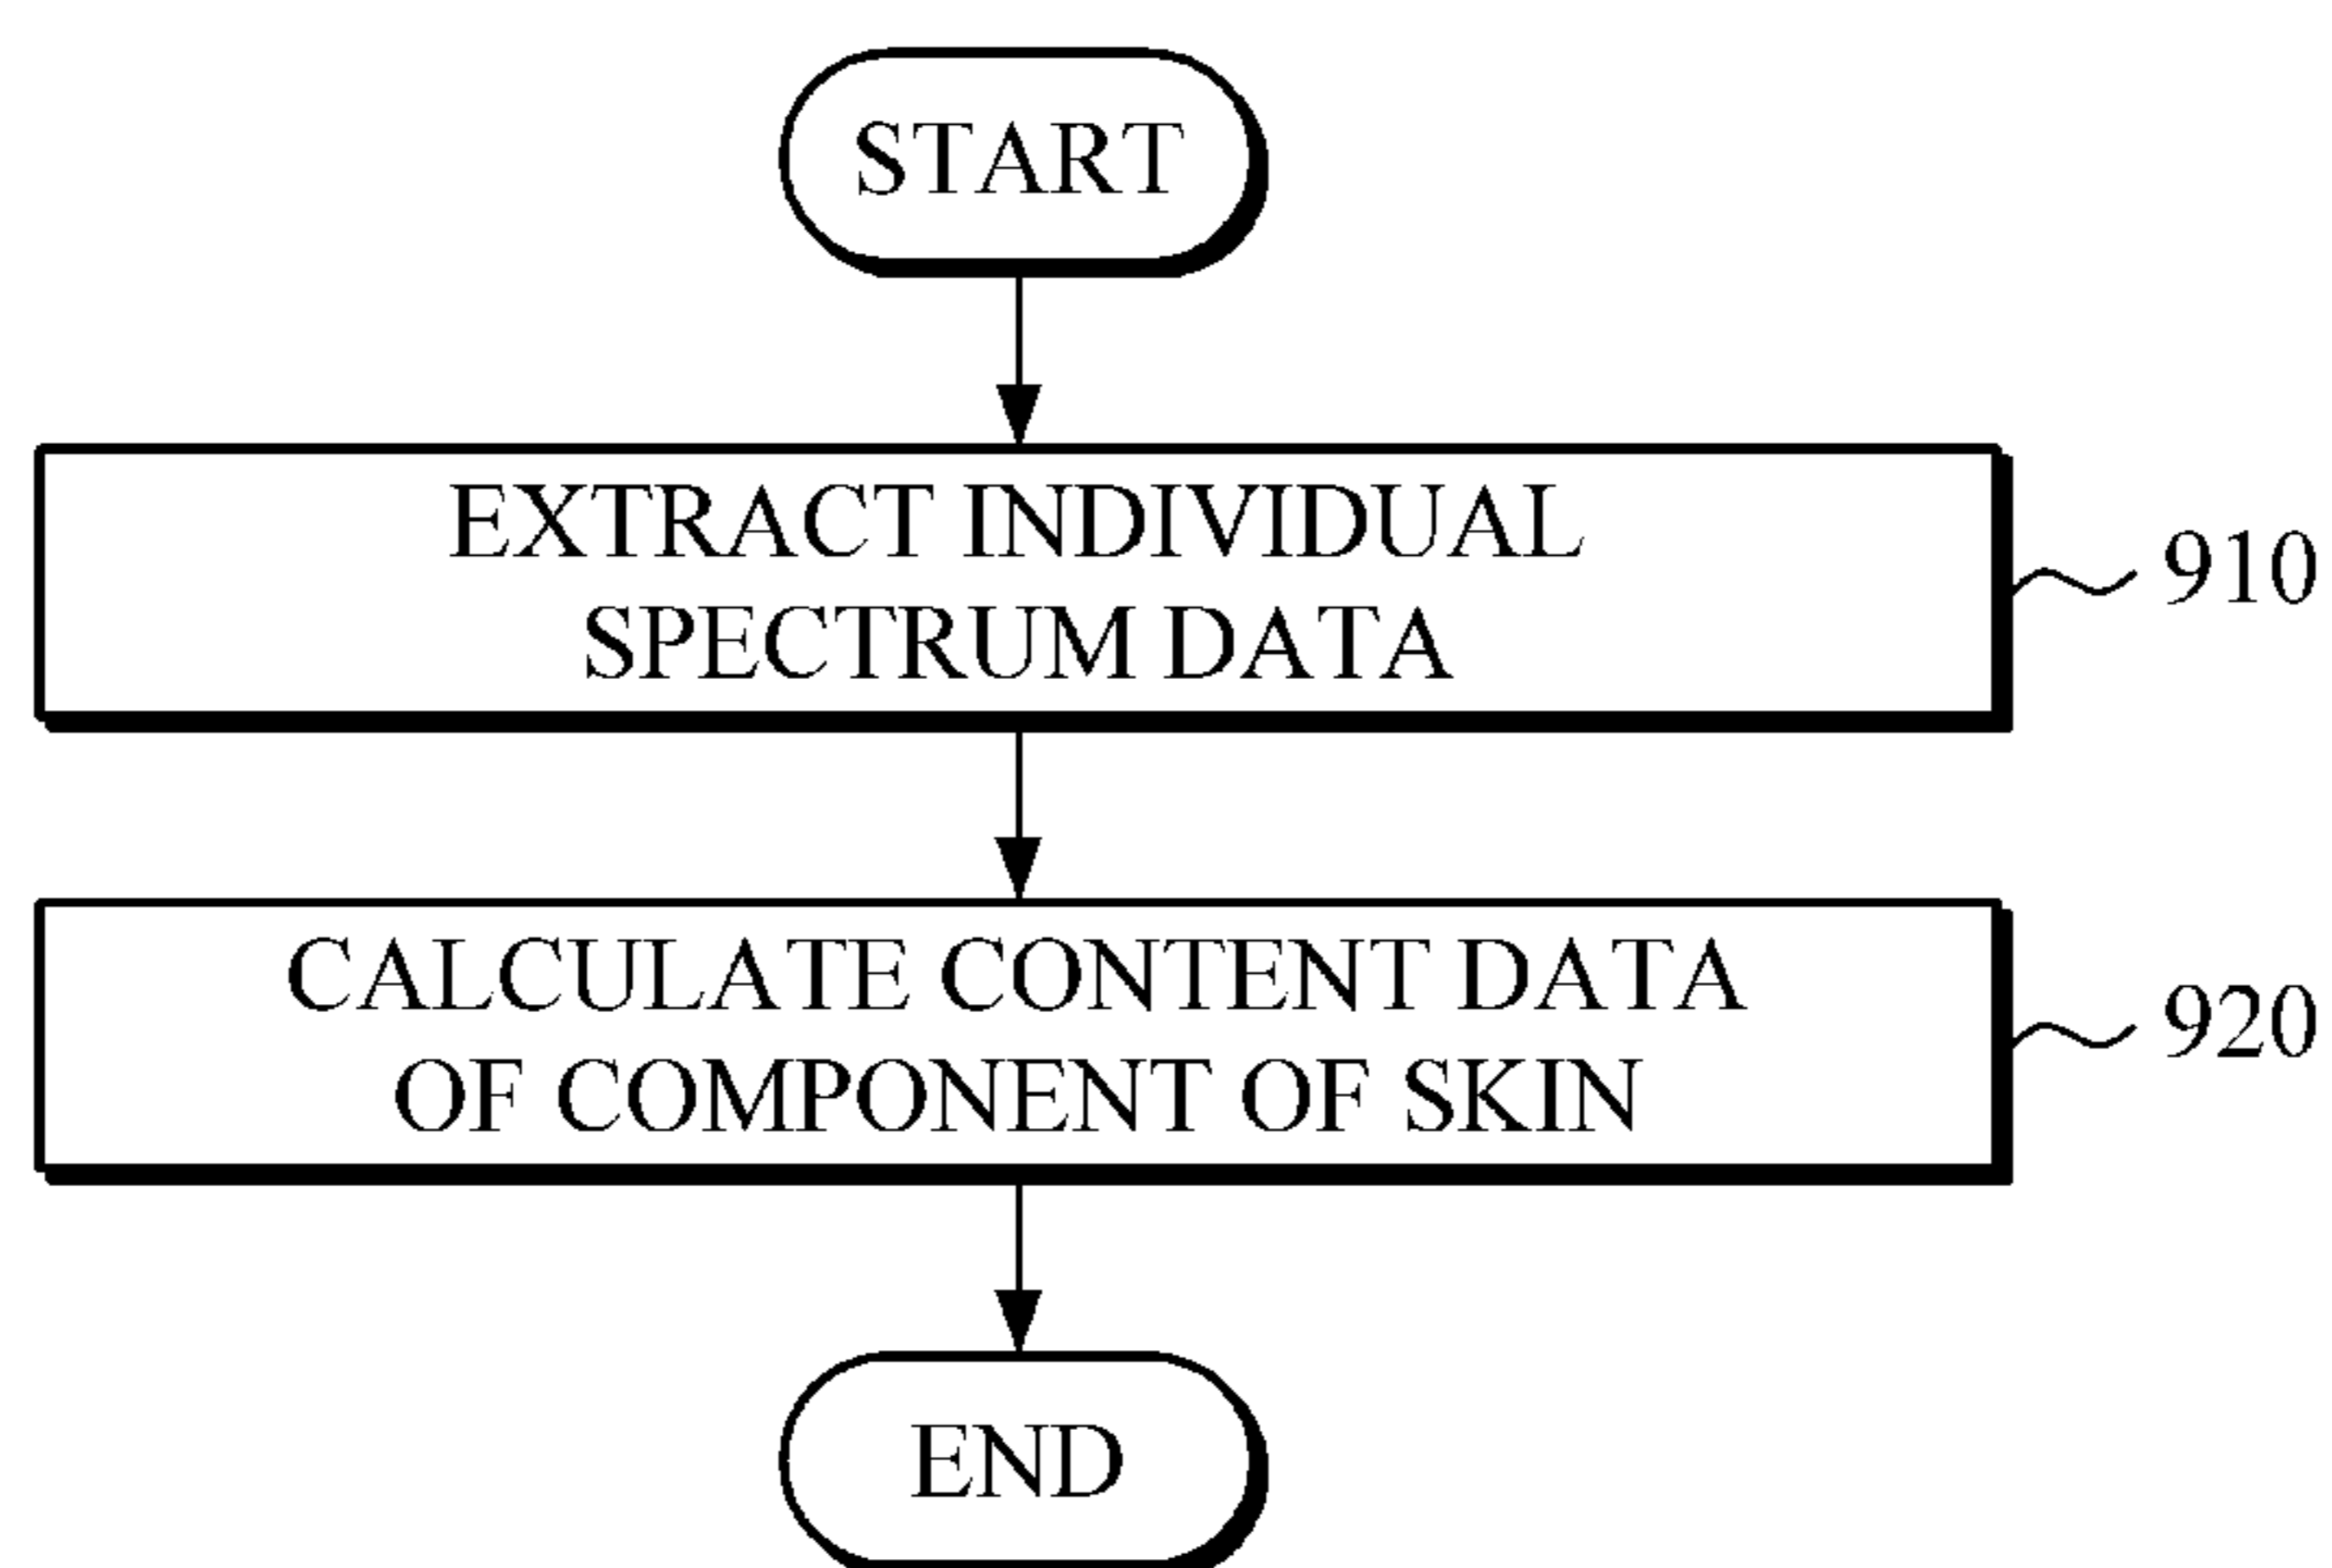 START
EXTRACT INDIVIDUAL
SPECTRUM DATA
910
CALCULATE CONTENT DATA
OF COMPONENT OF SKIN
920
END